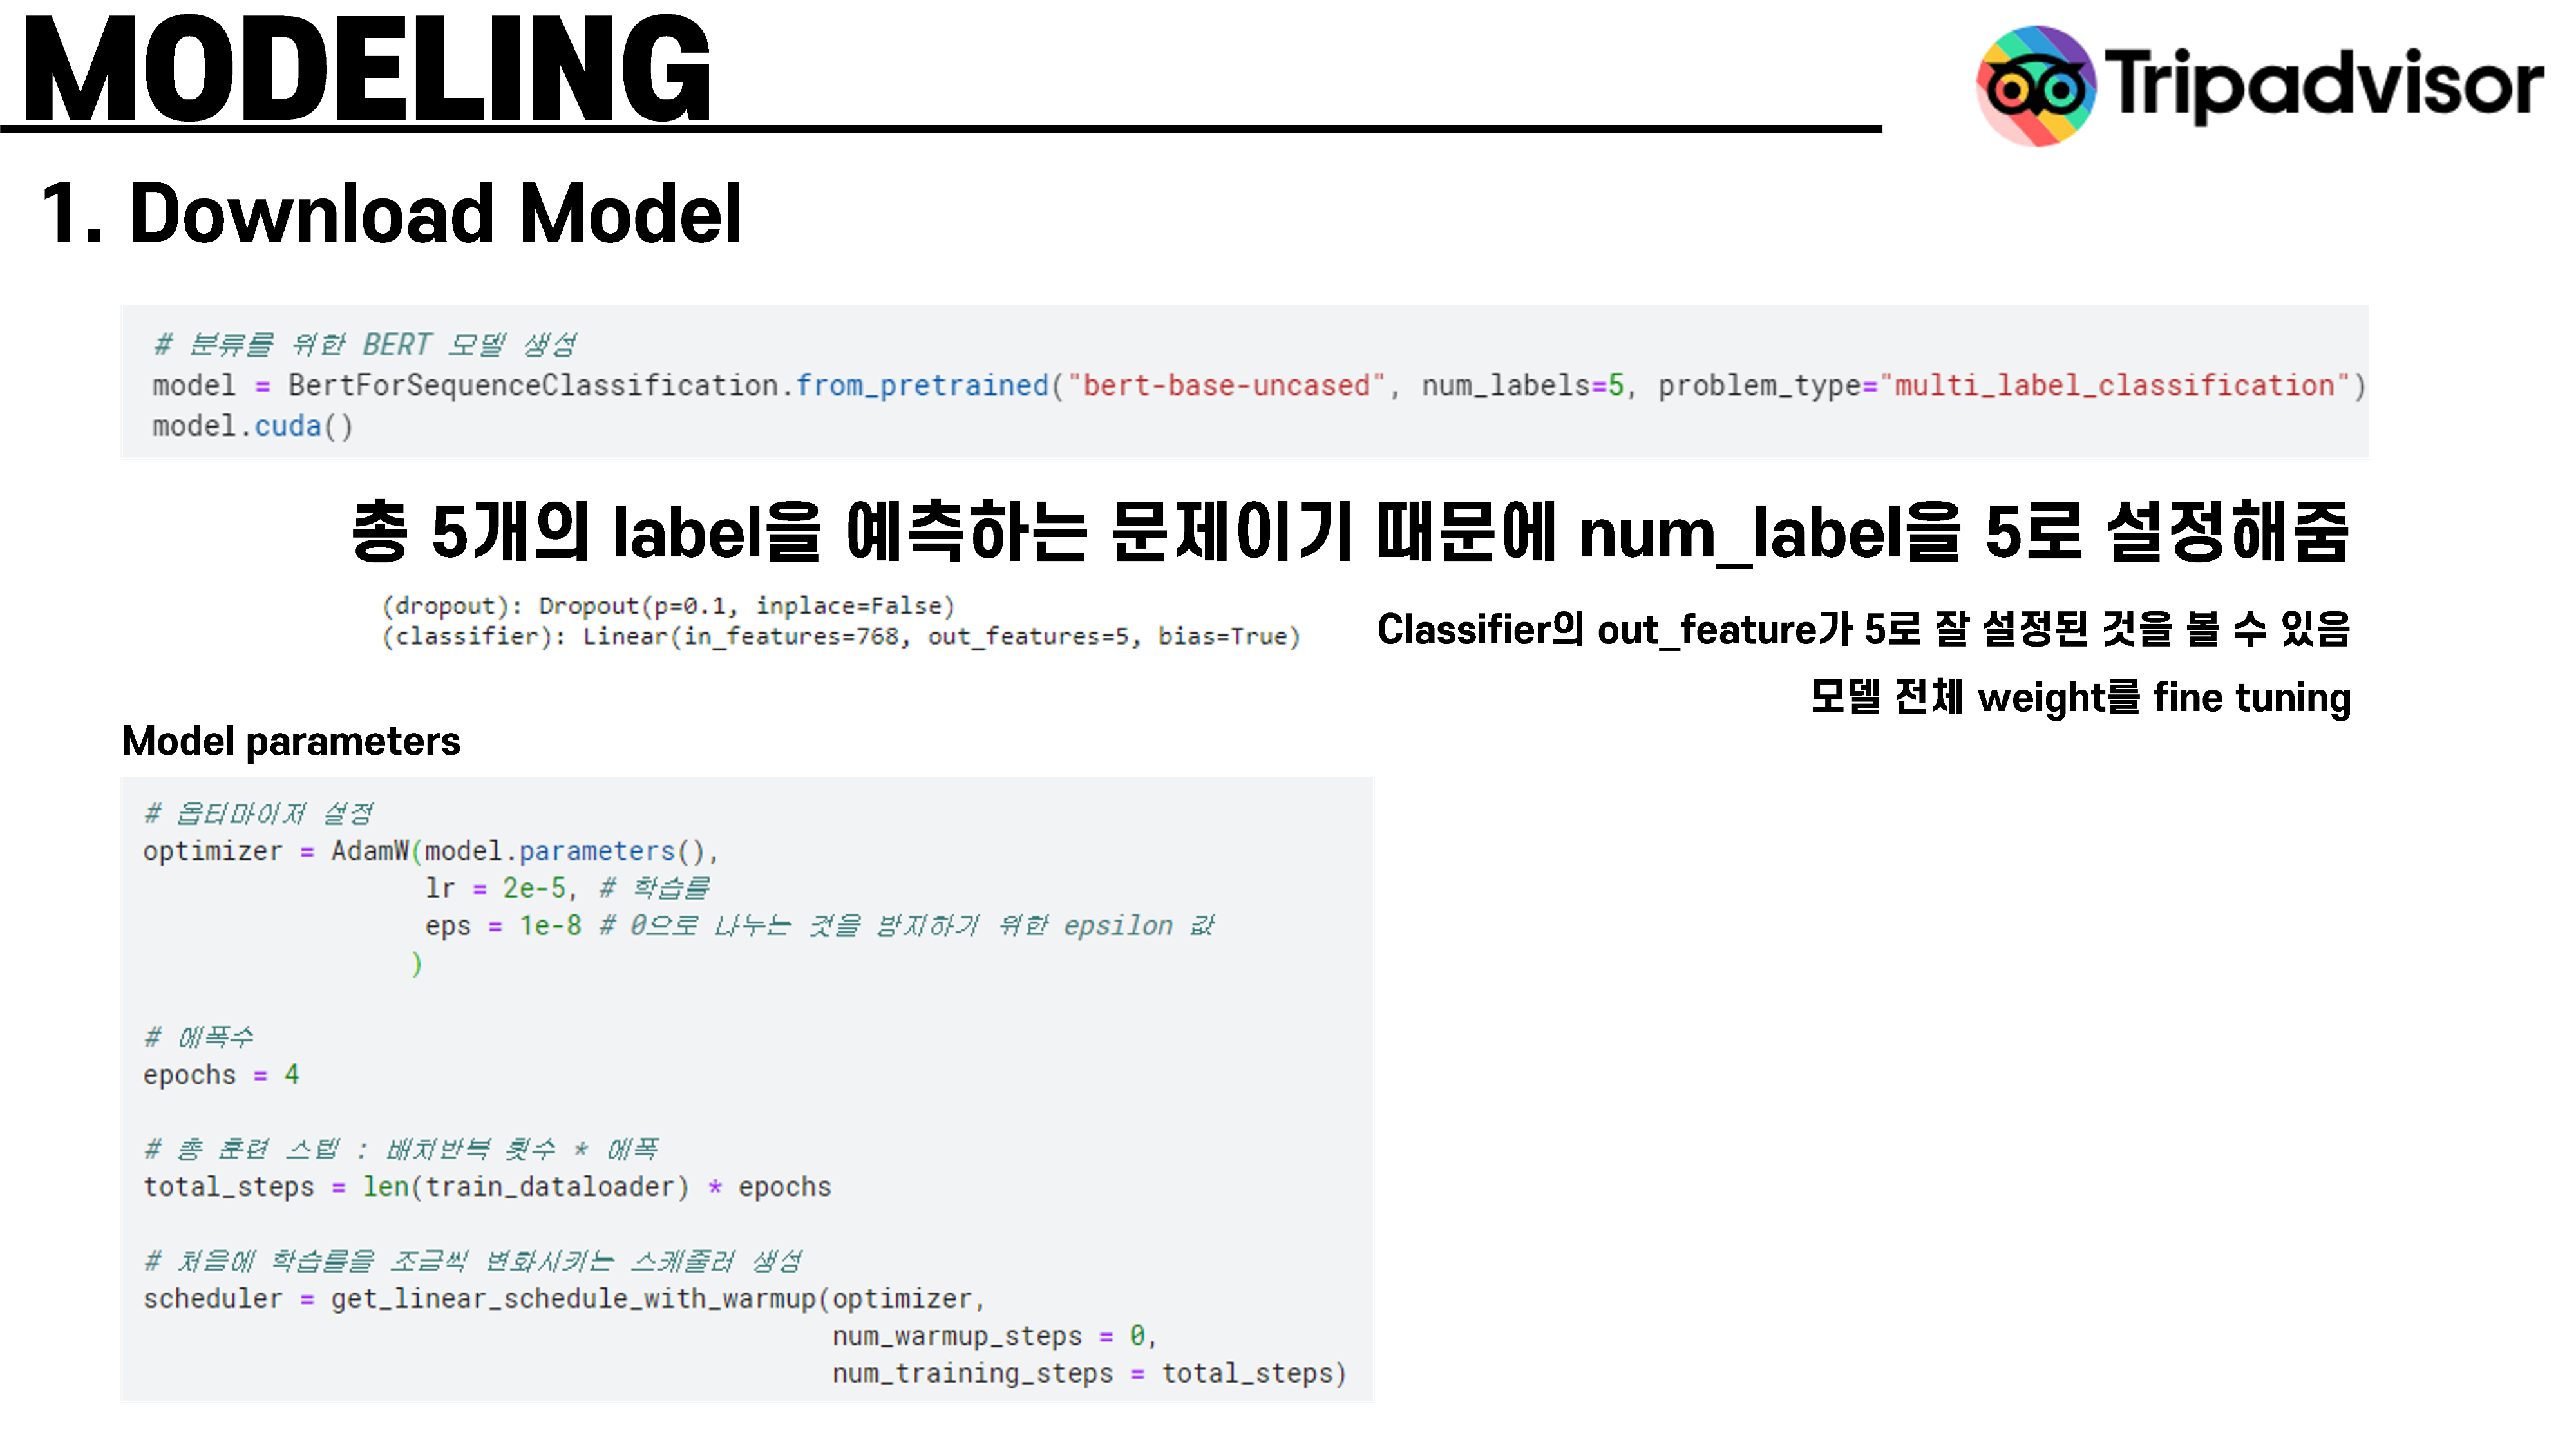 MODELING
Tripadvisor
1. Download Model
# 분류를 위한 BERT 모델 생성
model = BertForSequenceClassification.from_pretrained("bert-base-uncased", num_labels=5, problem_type="multi_label_classification")
model.cuda()
총 5개의 label을 예측하는 문제이기 때문에 num_label을 5로 설정해줌
(dropout): Dropout(p=0.1, inplace=False)
(classifier): Linear(in_features=768, out_features=5, bias=True)
Classifier의 out_feature가 5로 잘 설정된 것을 볼 수 있음
모델 전체 weight를 fine tuning
Model parameters
# 옵티마이저 설정
optimizer = AdamW(model.parameters(),
lr = 2e-5, # 학습률
eps = 1e-8 # 0으로 나누는 것을 방지하기 위한 epsilon 값
)
# 에폭수
epochs = 4
# 총 훈련 스텝 : 배치반복 횟수 * 에폭
total_steps = len(train_dataloader) * epochs
# 처음에 학습률을 조금씩 변화시키는 스케줄러 생성
scheduler = get_linear_schedule_with_warmup(optimizer,
num_warmup_steps = 0,
num_training_steps = total_steps)